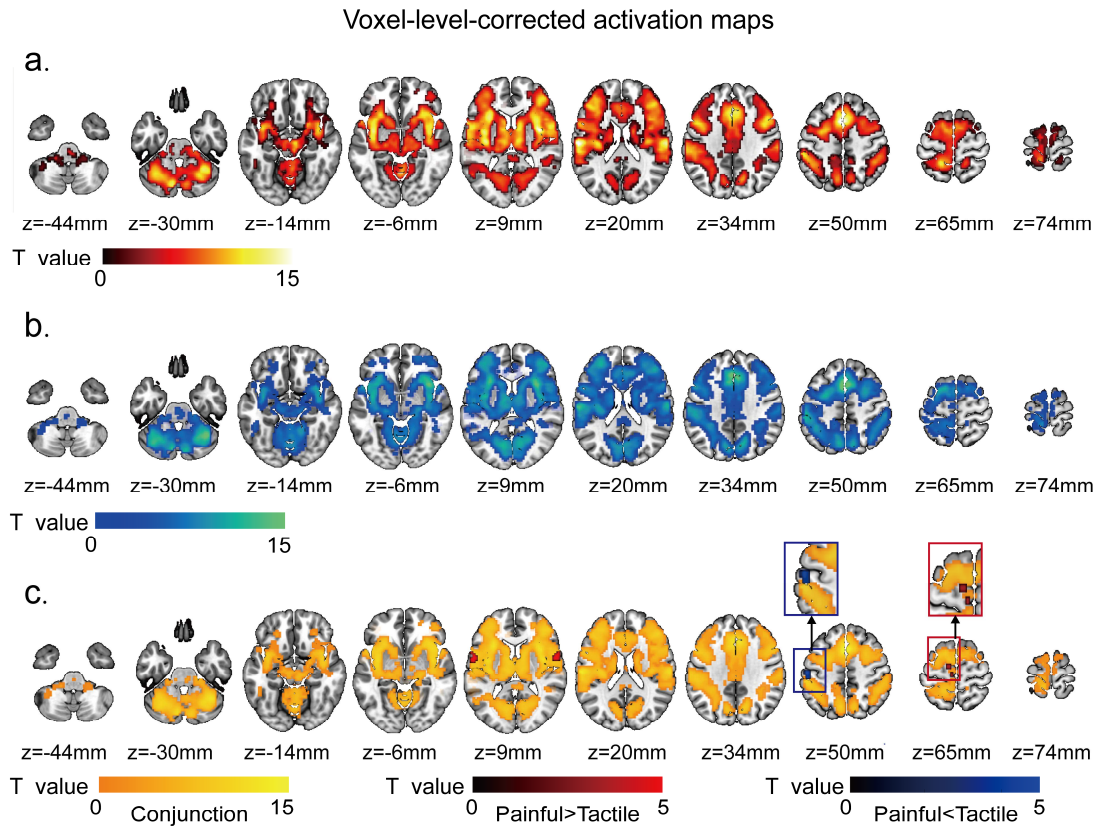 Voxel-level-corrected activation maps
a.
z=-44mm z=-30mm z=-14mm z=-6mm z=9mm z=20mm z=34mm z=50mm z=65mm z=74mm
T value
0 15
b.
z=-44mm z=-30mm z=-14mm z=-6mm z=9mm z=20mm z=34mm z=50mm z=65mm z=74mm
T value
0 15
c.
z=-44mm z=-30mm z=-14mm z=-6mm z=9mm z=20mm z=34mm z=50mm z=65mm z=74mm
T value T value T value
0 15 0 5 0 5
Conjunction Painful>Tactile Painful<Tactile